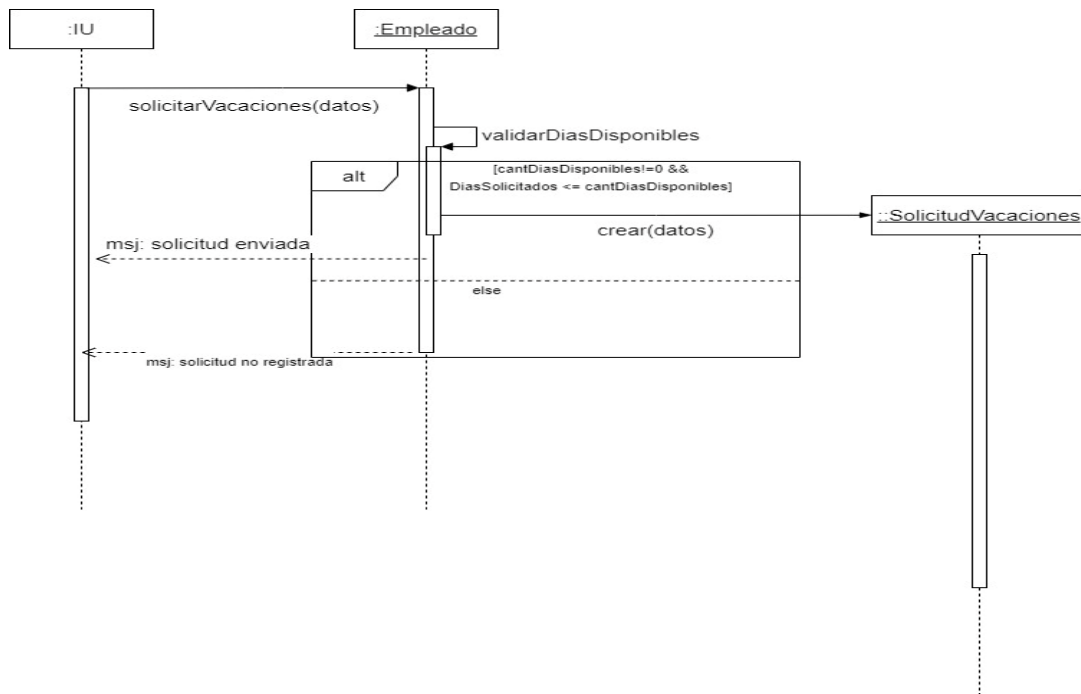 :IU
:Empleado
solicitarVacaciones(datos)
validarDiasDisponibles
alt
[cantDiasDisponibles!=0 &&
DiasSolicitados <= cantDiasDisponibles]
::SolicitudVacaciones
crear(datos)
msj: solicitud enviada
else
msj: solicitud no registrada